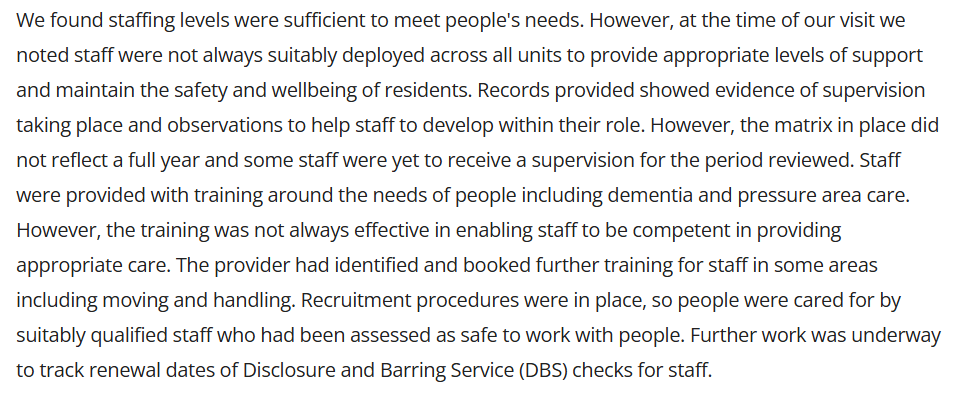 We found staffing levels were sufficient to meet people's needs. However, at the time of our visit we
noted staff were not always suitably deployed across all units to provide appropriate levels of support
and maintain the safety and wellbeing of residents. Records provided showed evidence of supervision
taking place and observations to help staff to develop within their role. However, the matrix in place did
not reflect a full year and some staff were yet to receive a supervision for the period reviewed. Staff
were provided with training around the needs of people including dementia and pressure area care.
However, the training was not always effective in enabling staff to be competent in providing
appropriate care. The provider had identified and booked further training for staff in some areas
including moving and handling. Recruitment procedures were in place, so people were cared for by
suitably qualified staff who had been assessed as safe to work with people. Further work was underway
to track renewal dates of Disclosure and Barring Service (DBS) checks for staff.